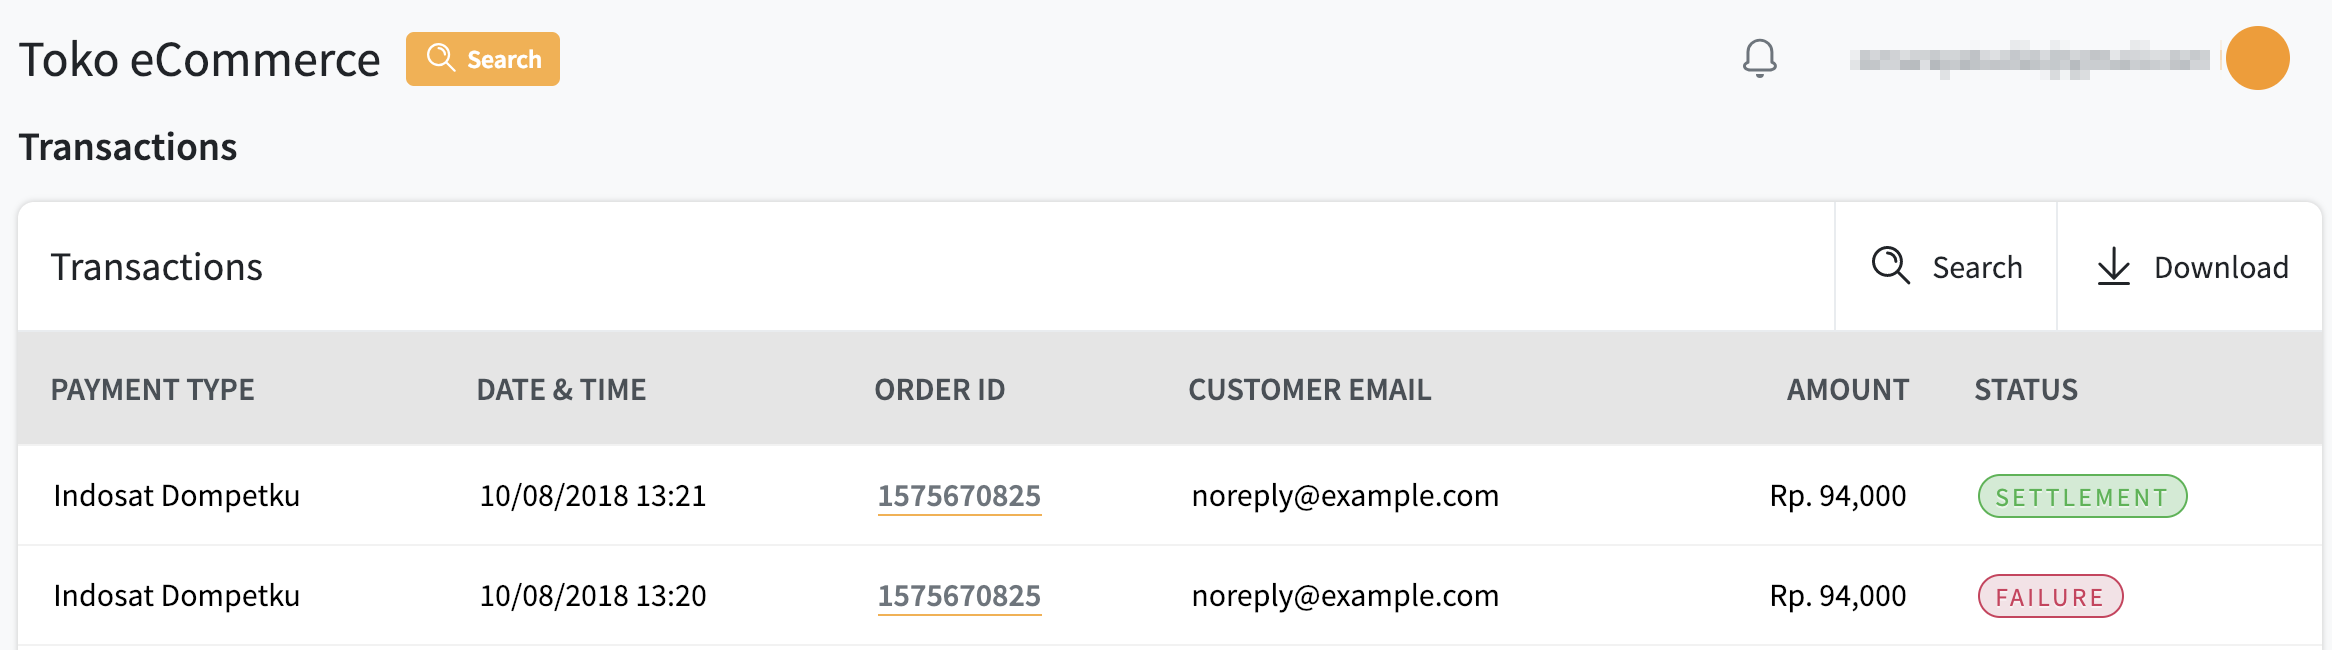 Toko eCommerce Search
Transactions
Transactions Search Download
PAYMENT TYPE DATE & TIME ORDER ID CUSTOMER EMAIL AMOUNT STATUS
Indosat Dompetku 10/08/2018 13:21 1575670825 noreply@example.com Rp. 94,000 SETTLEMENT
Indosat Dompetku 10/08/2018 13:20 1575670825 noreply@example.com Rp. 94,000 FAILURE